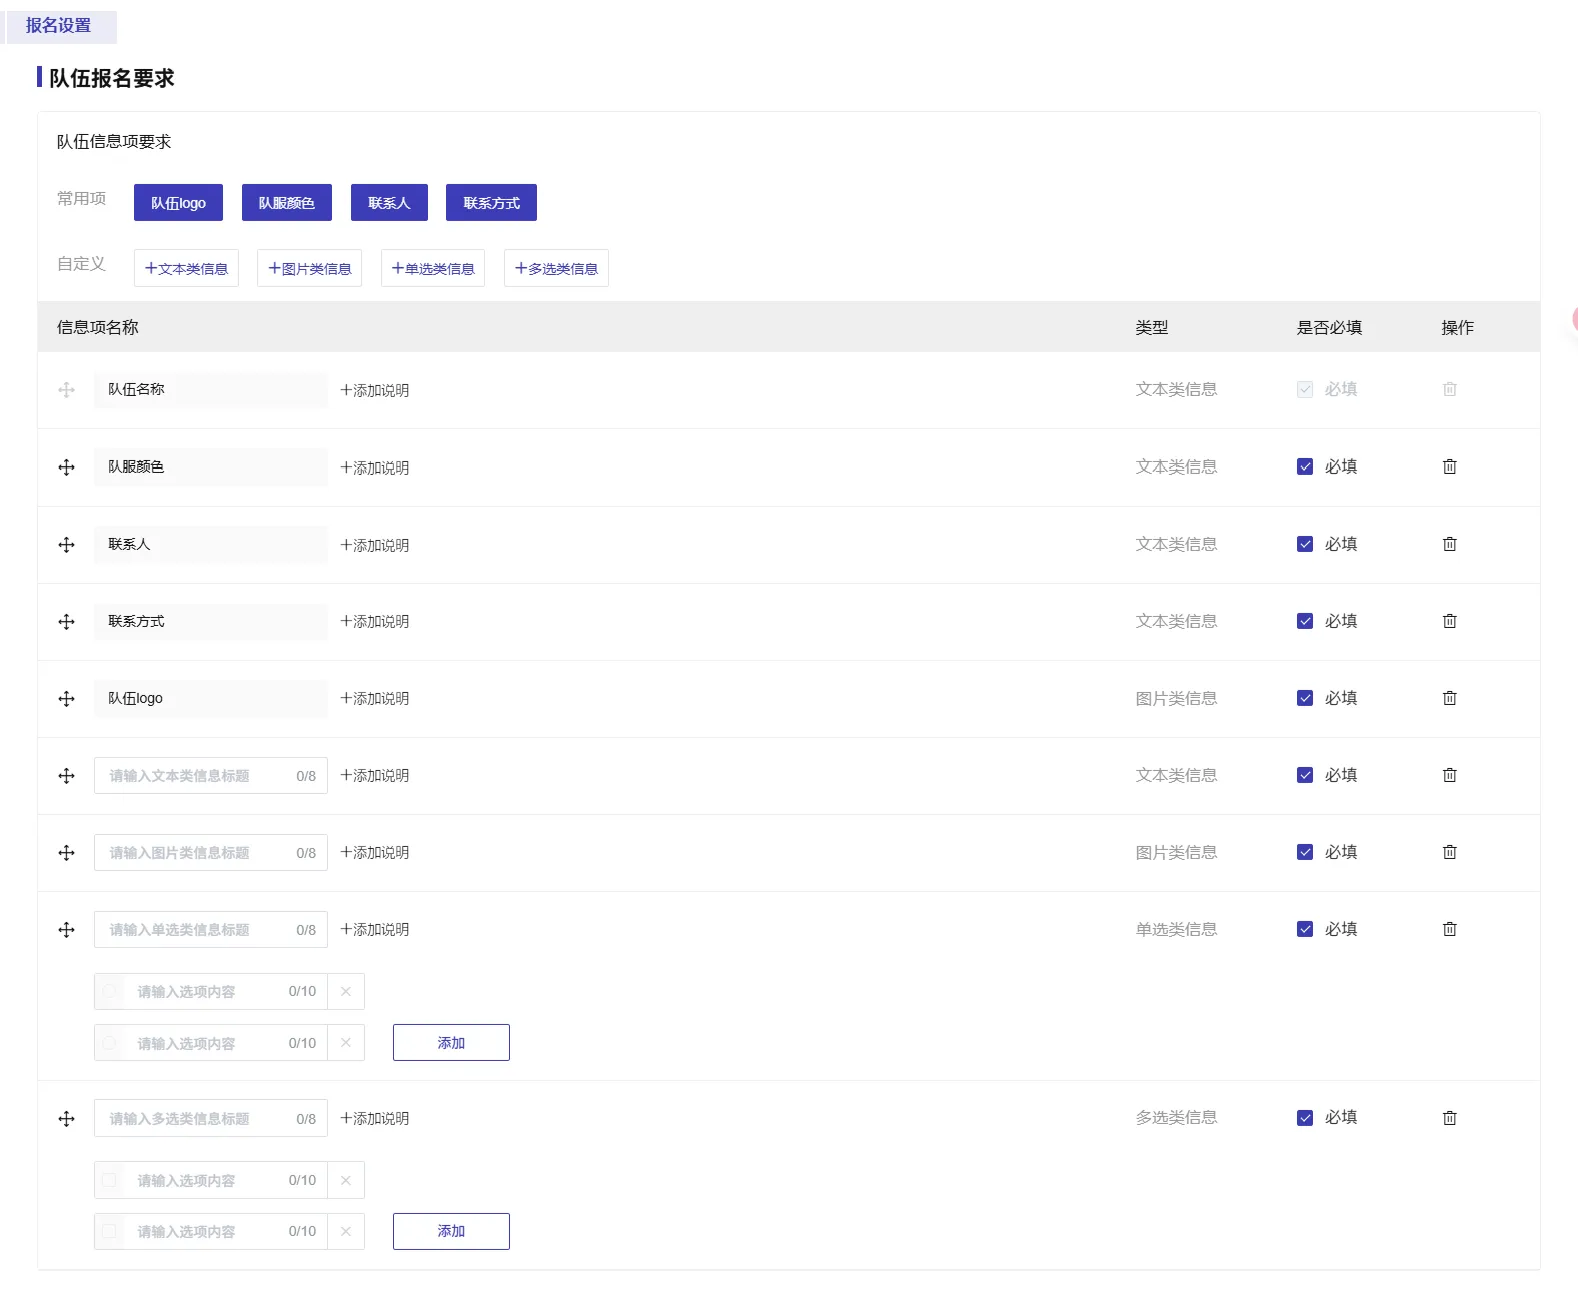 报名设置
队伍报名要求
队伍信息项要求
常用项 队伍logo 队服颜色 联系人 联系方式
自定义 +文本类信息 +图片类信息 +单选类信息 +多选类信息
信息项名称 类型 是否必填 操作
队伍名称 +添加说明 文本类信息 必填
队服颜色 +添加说明 文本类信息 必填
联系人 +添加说明 文本类信息 必填
联系方式 +添加说明 文本类信息 必填
队伍logo +添加说明 图片类信息 必填
请输入文本类信息标题 0/8 +添加说明 文本类信息 必填
请输入图片类信息标题 0/8 +添加说明 图片类信息 必填
请输入单选类信息标题 0/8 +添加说明 单选类信息 必填
请输入选项内容 0/10
请输入选项内容 0/10 添加
请输入多选类信息标题 0/8 +添加说明 多选类信息 必填
请输入选项内容 0/10
请输入选项内容 0/10 添加